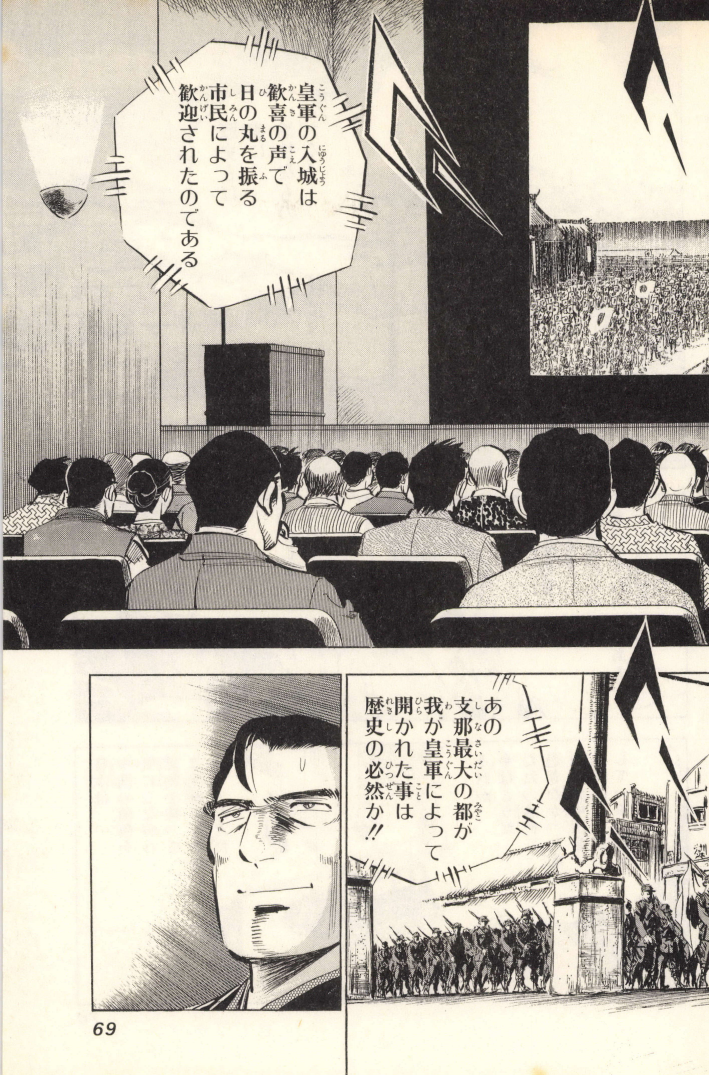 皇軍の入城は
歓喜の声で
日の丸を振る
市民によって
歓迎されたのである
あの
支那最大の都が
我が皇軍によって
開かれた事は
歴史の必然か!!
69